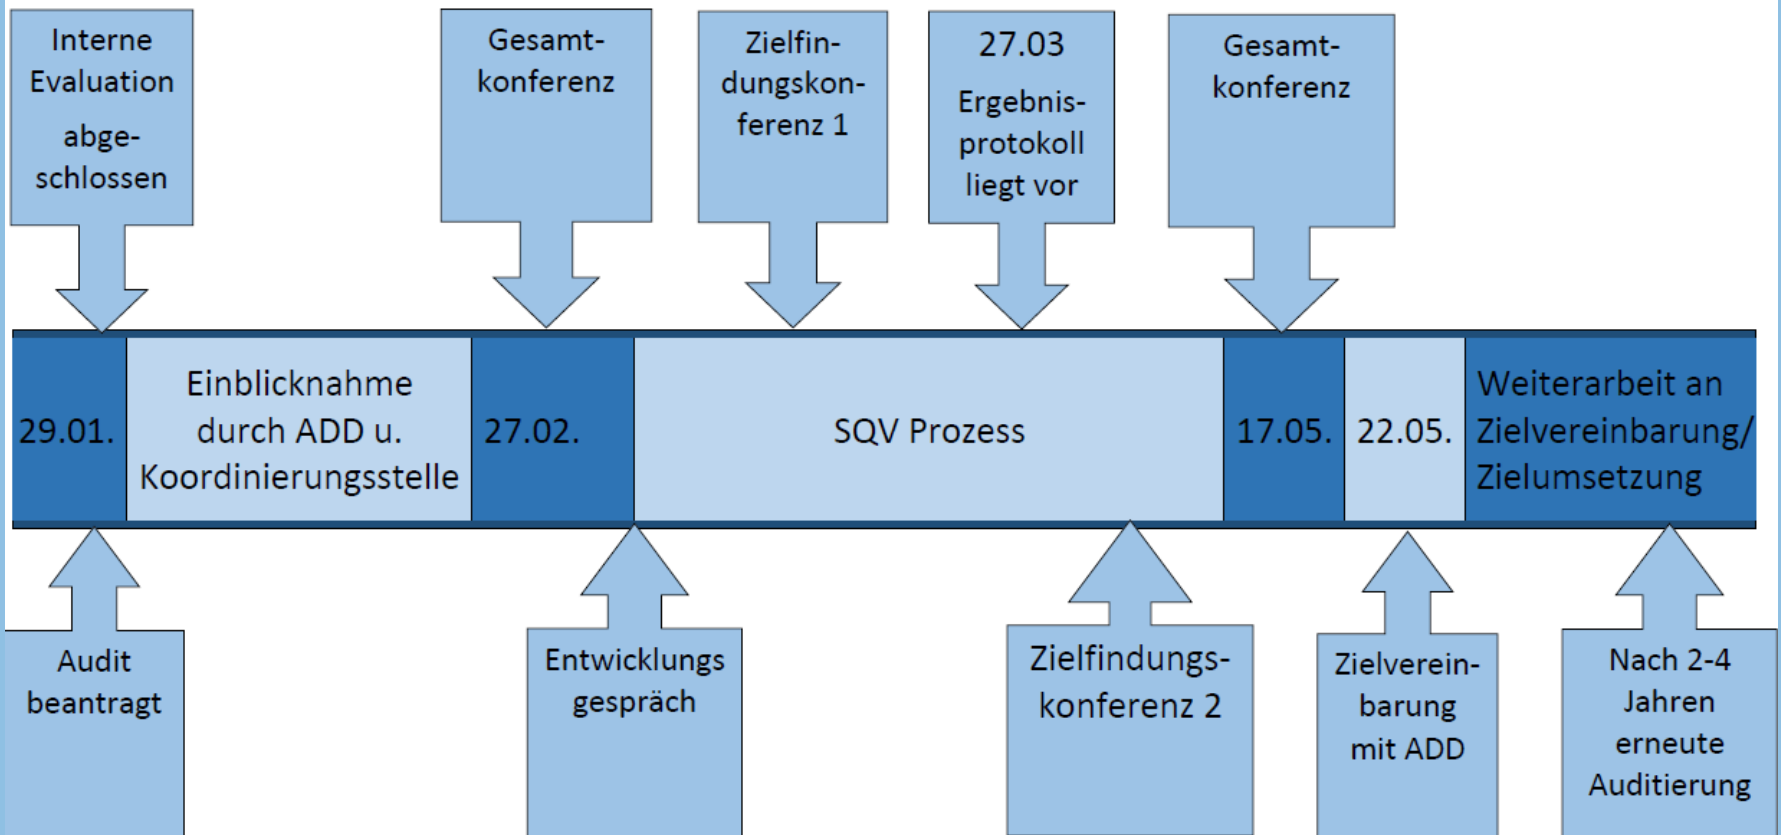 Interne
Evaluation
abge-
schlossen
Gesamt-
konferenz
Zielfin-
dungskon-
ferenz 1
27.03
Ergebnis-
protokoll
liegt vor
Gesamt-
konferenz
29.01.
Einblicknahme
durch ADD u.
Koordinierungsstelle
27.02.
SQV Prozess
17.05.
22.05.
Weiterarbeit an
Zielvereinbarung/
Zielumsetzung
Audit
beantragt
Entwicklungs
gespräch
Zielfindungs-
konferenz 2
Zielverein-
barung
mit ADD
Nach 2-4
Jahren
erneute
Auditierung